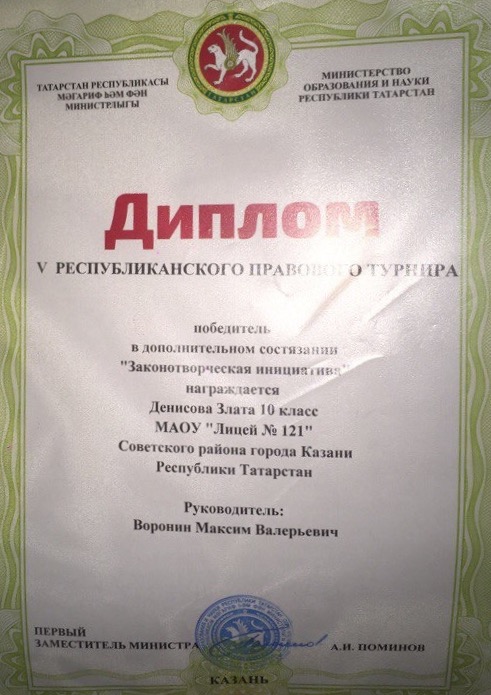 ТАТАРСТАН
ТАТАРСТАН РЕСПУБЛИКАСЫ
МӘГАРИФ ҺӘМ ФӘН
МИНИСТРЛЫГЫ
МИНИСТЕРСТВО
ОБРАЗОВАНИЯ И НАУКИ
РЕСПУБЛИКИ ТАТАРСТАН
Диплом
V РЕСПУБЛИКАНСКОГО ПРАВОВОГО ТУРНИРА
победитель
в дополнительном состязании
"Законотворческая инициатива"
награждается
Денисова Злата 10 класс
МАОУ "Лицей № 121"
Советского района города Казани
Республики Татарстан
Руководитель:
Воронин Максим Валерьевич
ПЕРВЫЙ
ЗАМЕСТИТЕЛЬ МИНИСТРА
А.И. ПОМИНОВ
КАЗАНЬ